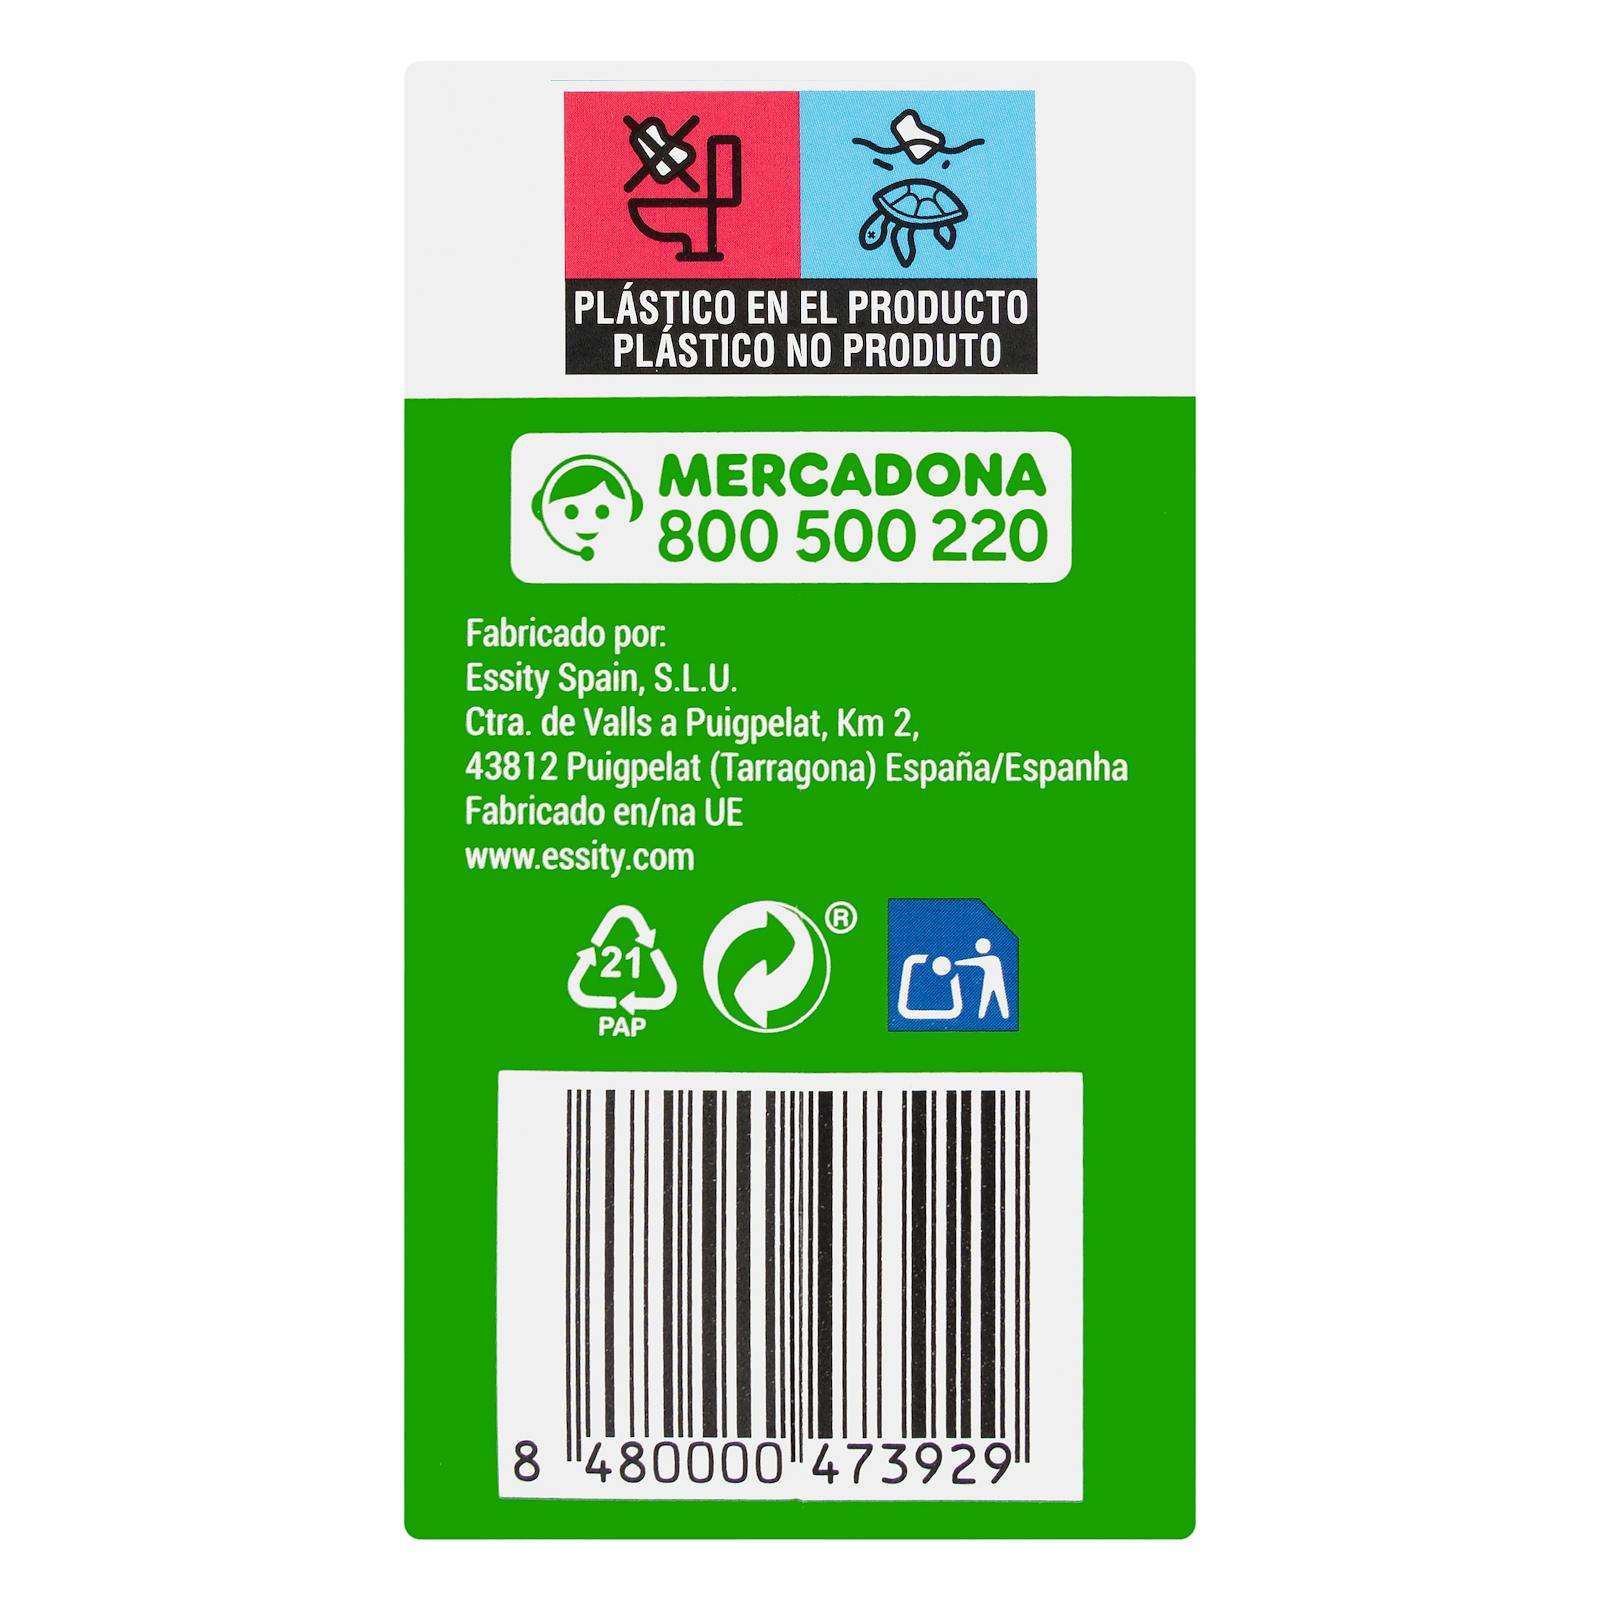 PLÁSTICO EN EL PRODUCTO
PLÁSTICO NO PRODUTO
MERCADONA
800 500 220
Fabricado por:
Essity Spain, S.L.U.
Ctra. de Valls a Puigpelat, Km 2,
43812 Puigpelat (Tarragona) España/Espanha
Fabricado en/na UE
www.essity.com
21
PAP
®
8 480000 473929